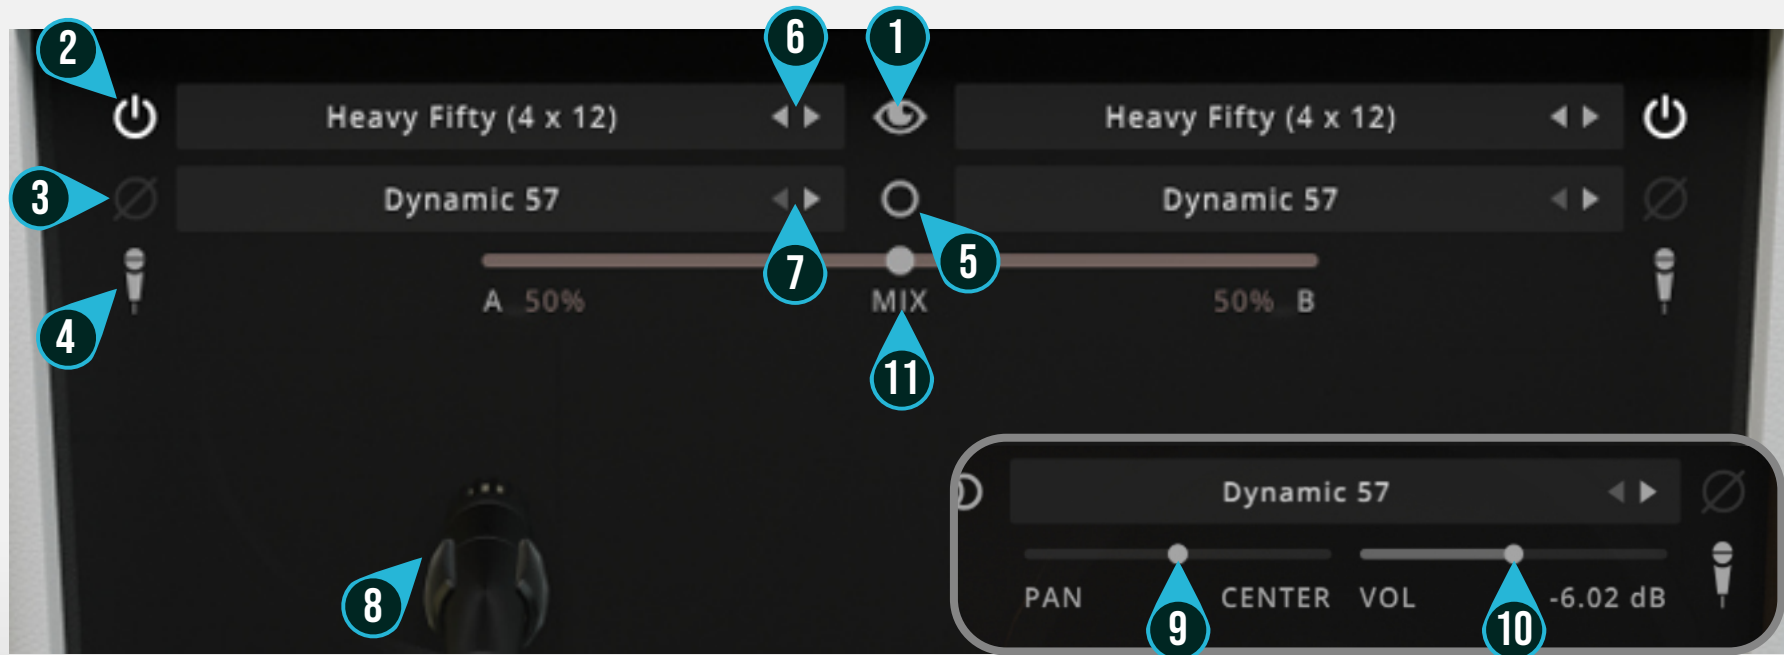 2 6 1
Heavy Fifty (4 x 12) Heavy Fifty (4 x 12)
3 Dynamic 57 Dynamic 57
7 5
A 50% MIX 50% B
4 11
Dynamic 57
8 PAN CENTER VOL -6.02 dB
9 10